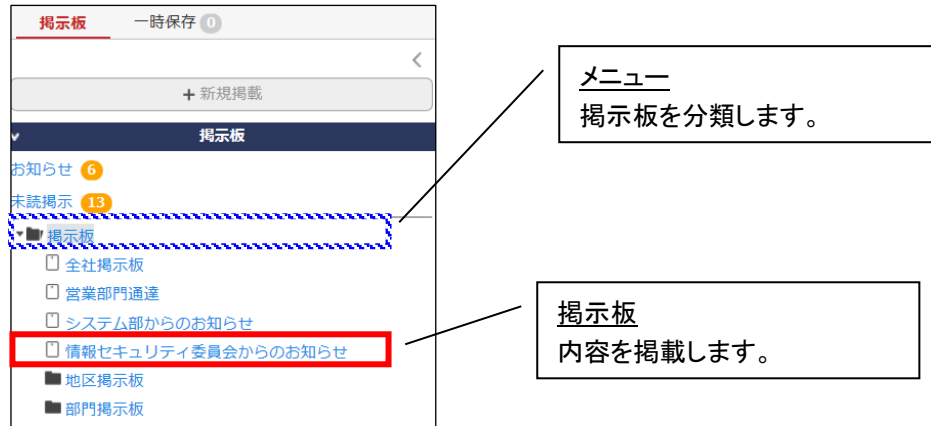 掲示板 一時保存 0
+ 新規掲載
掲示板
お知らせ 6
未読掲示 13
掲示板
全社掲示板
営業部門通達
システム部からのお知らせ
情報セキュリティ委員会からのお知らせ
地区掲示板
部門掲示板
メニュー
掲示板を分類します。
掲示板
内容を掲載します。